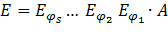 E = E_{φ_S} … E_{φ_2} E_{φ_1} · A